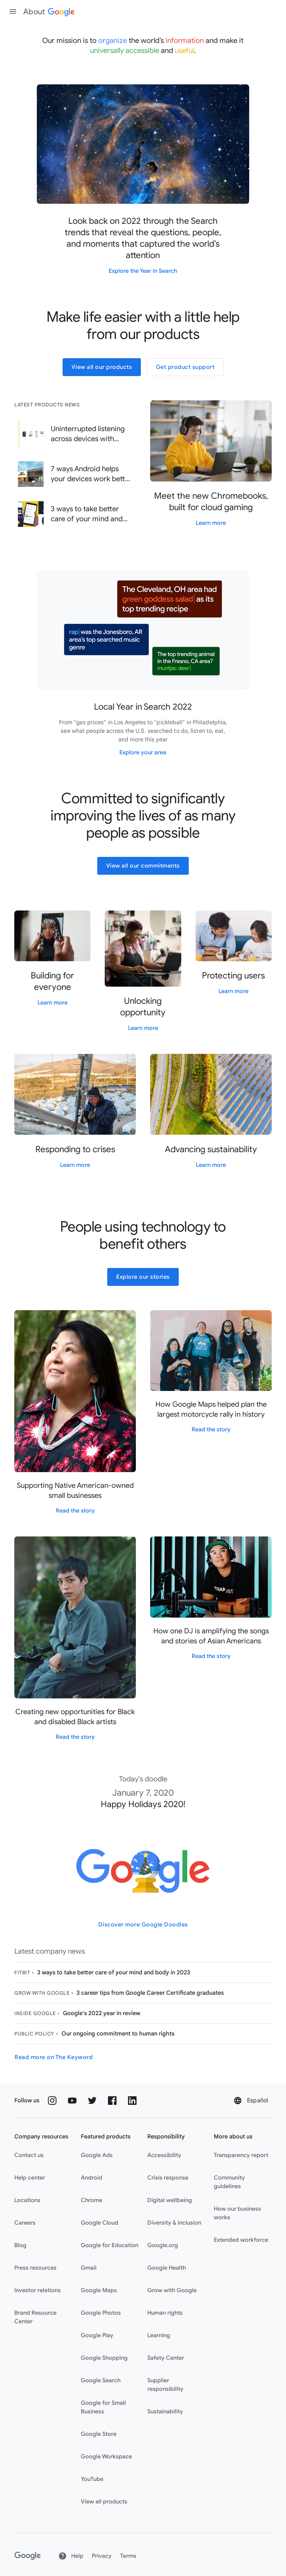 About Google
Our mission is to organize the world's information and make it
universally accessible and useful.
Look back on 2022 through the Search
trends that reveal the questions, people,
and moments that captured the world's
attention
Explore the Year in Search
Make life easier with a little help
from our products
View all our products
Get product support
LATEST PRODUCTS NEWS
Uninterrupted listening
across devices with...
7 ways Android helps
your devices work bett...
3 ways to take better
care of your mind and...
Meet the new Chromebooks,
built for cloud gaming
Learn more
The Cleveland, OH area had
green goddess salad as its
top trending recipe
rap was the Jonesboro, AR
area's top searched music
genre
The top trending animal
in the Fresno, CA area?
muntjac deer
Local Year in Search 2022
From "gas prices" in Los Angeles to "pickleball" in Philadelphia,
see what people across the U.S. searched to do, listen to, eat,
and more this year
Explore your area
Committed to significantly
improving the lives of as many
people as possible
View all our commitments
Building for
everyone
Learn more
Unlocking
opportunity
Learn more
Protecting users
Learn more
Responding to crises
Learn more
Advancing sustainability
Learn more
People using technology to
benefit others
Explore our stories
Supporting Native American-owned
small businesses
Read the story
How Google Maps helped plan the
largest motorcycle rally in history
Read the story
Creating new opportunities for Black
and disabled Black artists
Read the story
How one DJ is amplifying the songs
and stories of Asian Americans
Read the story
Today's doodle
January 7, 2020
Happy Holidays 2020!
Google
Discover more Google Doodles
Latest company news
FITBIT • 3 ways to take better care of your mind and body in 2023
GROW WITH GOOGLE • 3 career tips from Google Career Certificate graduates
INSIDE GOOGLE • Google's 2022 year in review
PUBLIC POLICY • Our ongoing commitment to human rights
Read more on The Keyword
Follow us
Español
Company resources
Contact us
Help center
Locations
Careers
Blog
Press resources
Investor relations
Brand Resource
Center
Featured products
Google Ads
Android
Chrome
Google Cloud
Google for Education
Gmail
Google Maps
Google Photos
Google Play
Google Shopping
Google Search
Google for Small
Business
Google Store
Google Workspace
YouTube
View all products
Responsibility
Accessibility
Crisis response
Digital wellbeing
Diversity & inclusion
Google.org
Google Health
Grow with Google
Human rights
Learning
Safety Center
Supplier
responsibility
Sustainability
More about us
Transparency report
Community
guidelines
How our business
works
Extended workforce
Google
Help
Privacy
Terms